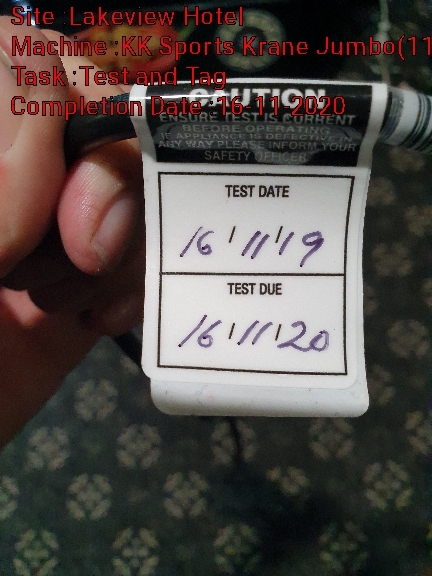 Site :Lakeview Hotel
Machine :KK Sports Krane Jumbo(11
Task :Test and Tag
Completion Date :16-11-2020
CAUTION
ENSURE TEST IS CURRENT
BEFORE OPERATING
IF APPLIANCE IS DEFECTIVE IN
ANY WAY PLEASE INFORM YOUR
SAFETY OFFICER
TEST DATE
16/11/19
TEST DUE
16/11/20